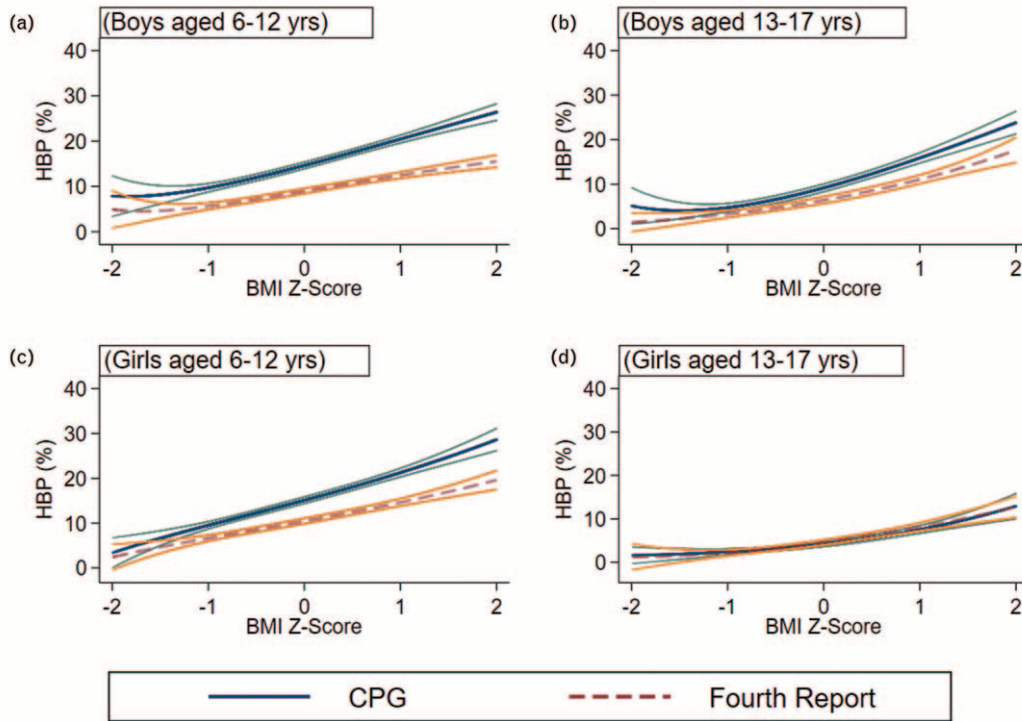 (a)
(Boys aged 6-12 yrs)
40
30
20
10
0
HBP (%)
-2
-1
0
1
2
BMI Z-Score
(b)
(Boys aged 13-17 yrs)
40
30
20
10
0
HBP (%)
-2
-1
0
1
2
BMI Z-Score
(c)
(Girls aged 6-12 yrs)
40
30
20
10
0
HBP (%)
-2
-1
0
1
2
BMI Z-Score
(d)
(Girls aged 13-17 yrs)
40
30
20
10
0
HBP (%)
-2
-1
0
1
2
BMI Z-Score
CPG
Fourth Report